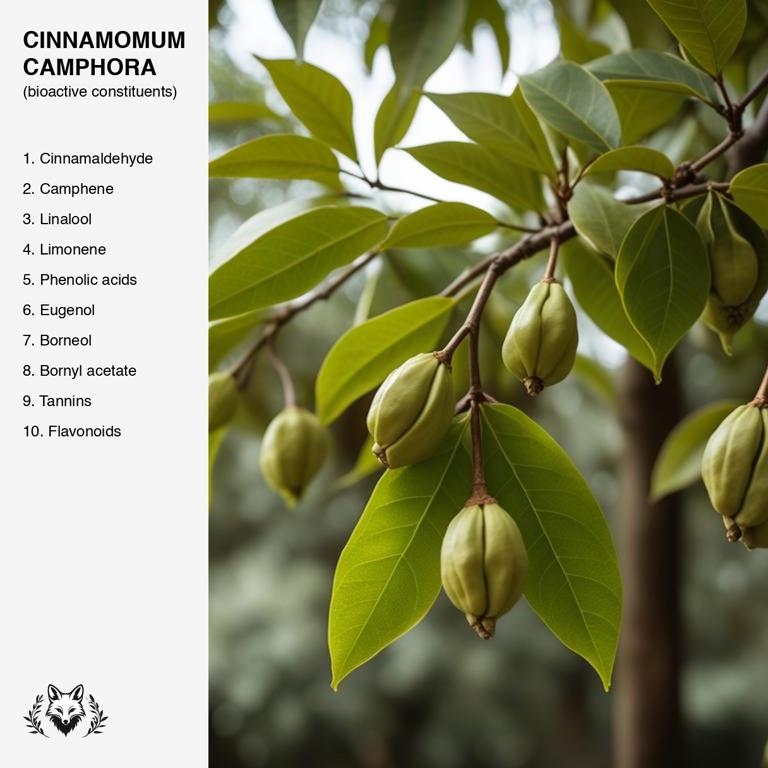 CINNAMOMUM
CAMPHORA
(bioactive constituents)
1. Cinnamaldehyde
2. Camphene
3. Linalool
4. Limonene
5. Phenolic acids
6. Eugenol
7. Borneol
8. Bornyl acetate
9. Tannins
10. Flavonoids